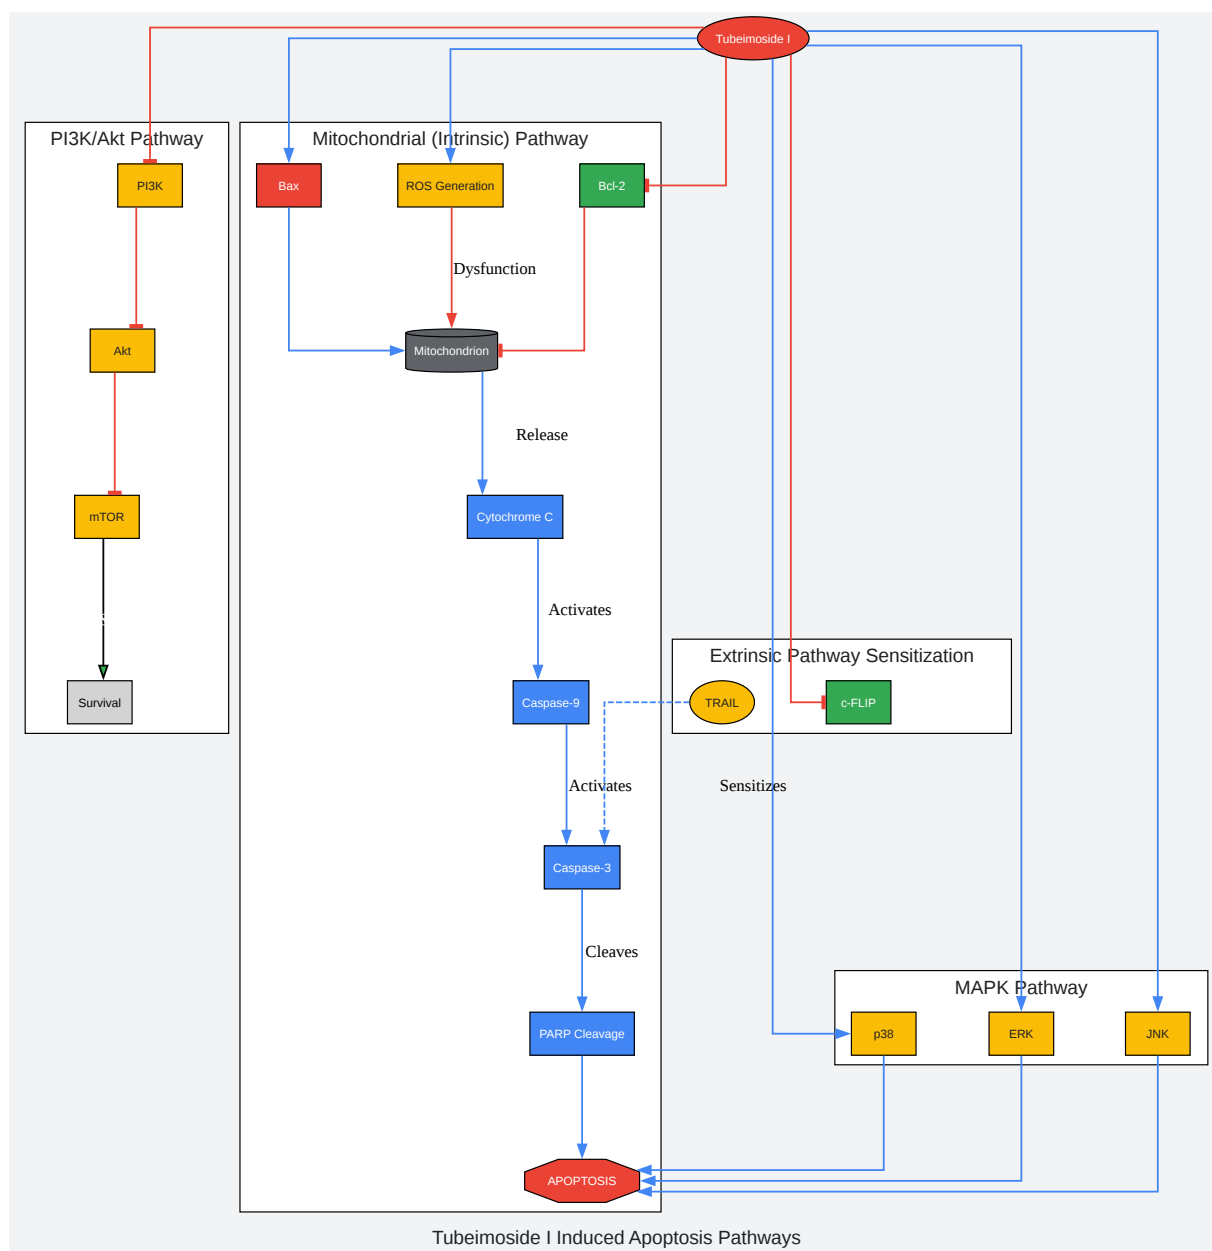 Tubeimoside I
PI3K/Akt Pathway
Mitochondrial (Intrinsic) Pathway
PI3K
Bax
ROS Generation
Bcl-2
Dysfunction
Akt
Mitochondrion
Release
mTOR
Cytochrome C
Activates
Extrinsic Pathway Sensitization
Survival
Caspase-9
TRAIL
c-FLIP
Activates
Sensitizes
Caspase-3
Cleaves
MAPK Pathway
PARP Cleavage
p38
ERK
JNK
APOPTOSIS
Tubeimoside I Induced Apoptosis Pathways